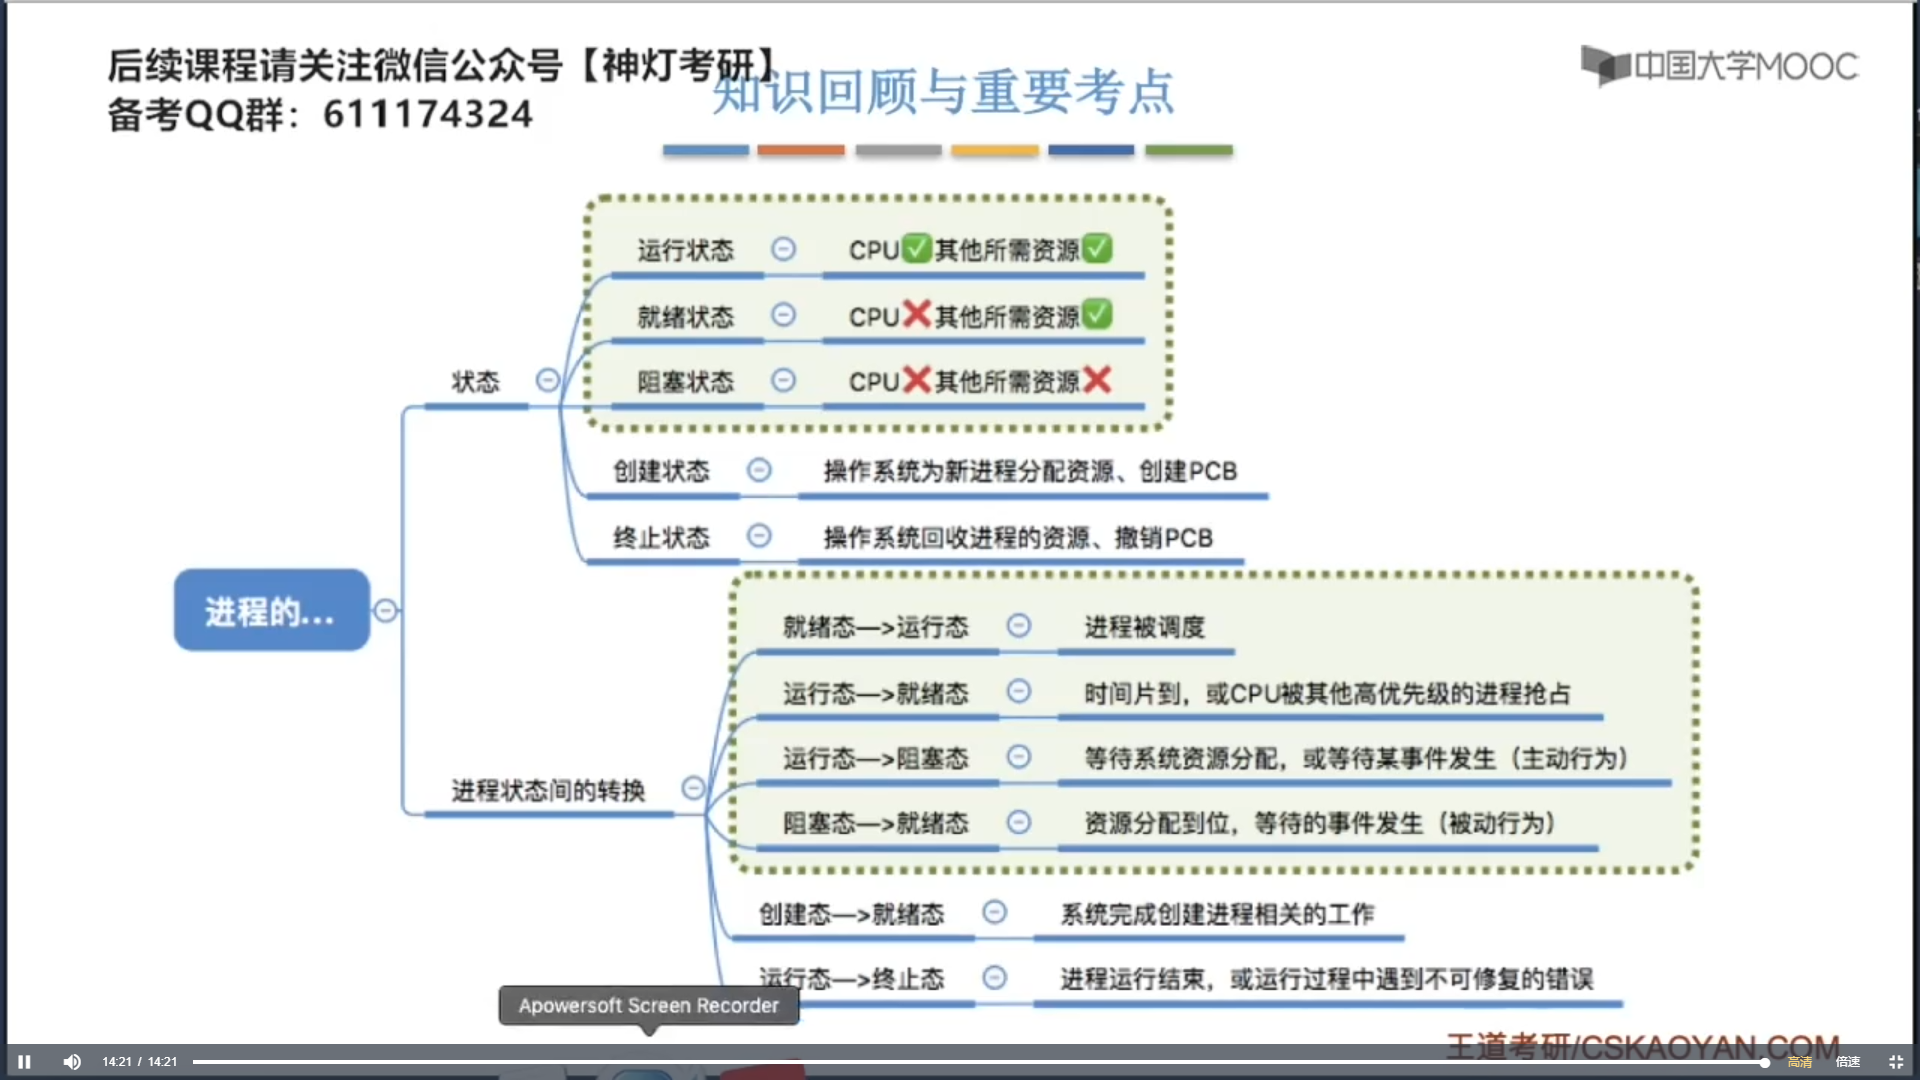 后续课程请关注微信公众号【神灯考研】
备考QQ群：611174324
知识回顾与重要考点
中国大学MOOC
运行状态 CPU✅其他所需资源✅
就绪状态 CPU❌其他所需资源✅
状态
阻塞状态 CPU❌其他所需资源❌
创建状态 操作系统为新进程分配资源、创建PCB
终止状态 操作系统回收进程的资源、撤销PCB
进程的...
就绪态—>运行态 进程被调度
运行态—>就绪态 时间片到，或CPU被其他高优先级的进程抢占
运行态—>阻塞态 等待系统资源分配，或等待某事件发生（主动行为）
进程状态间的转换
阻塞态—>就绪态 资源分配到位，等待的事件发生（被动行为）
创建态—>就绪态 系统完成创建进程相关的工作
运行态—>终止态 进程运行结束，或运行过程中遇到不可修复的错误
Apowersoft Screen Recorder
王道考研/CSKAOYAN.COM
14:21 / 14:21
高清
倍速